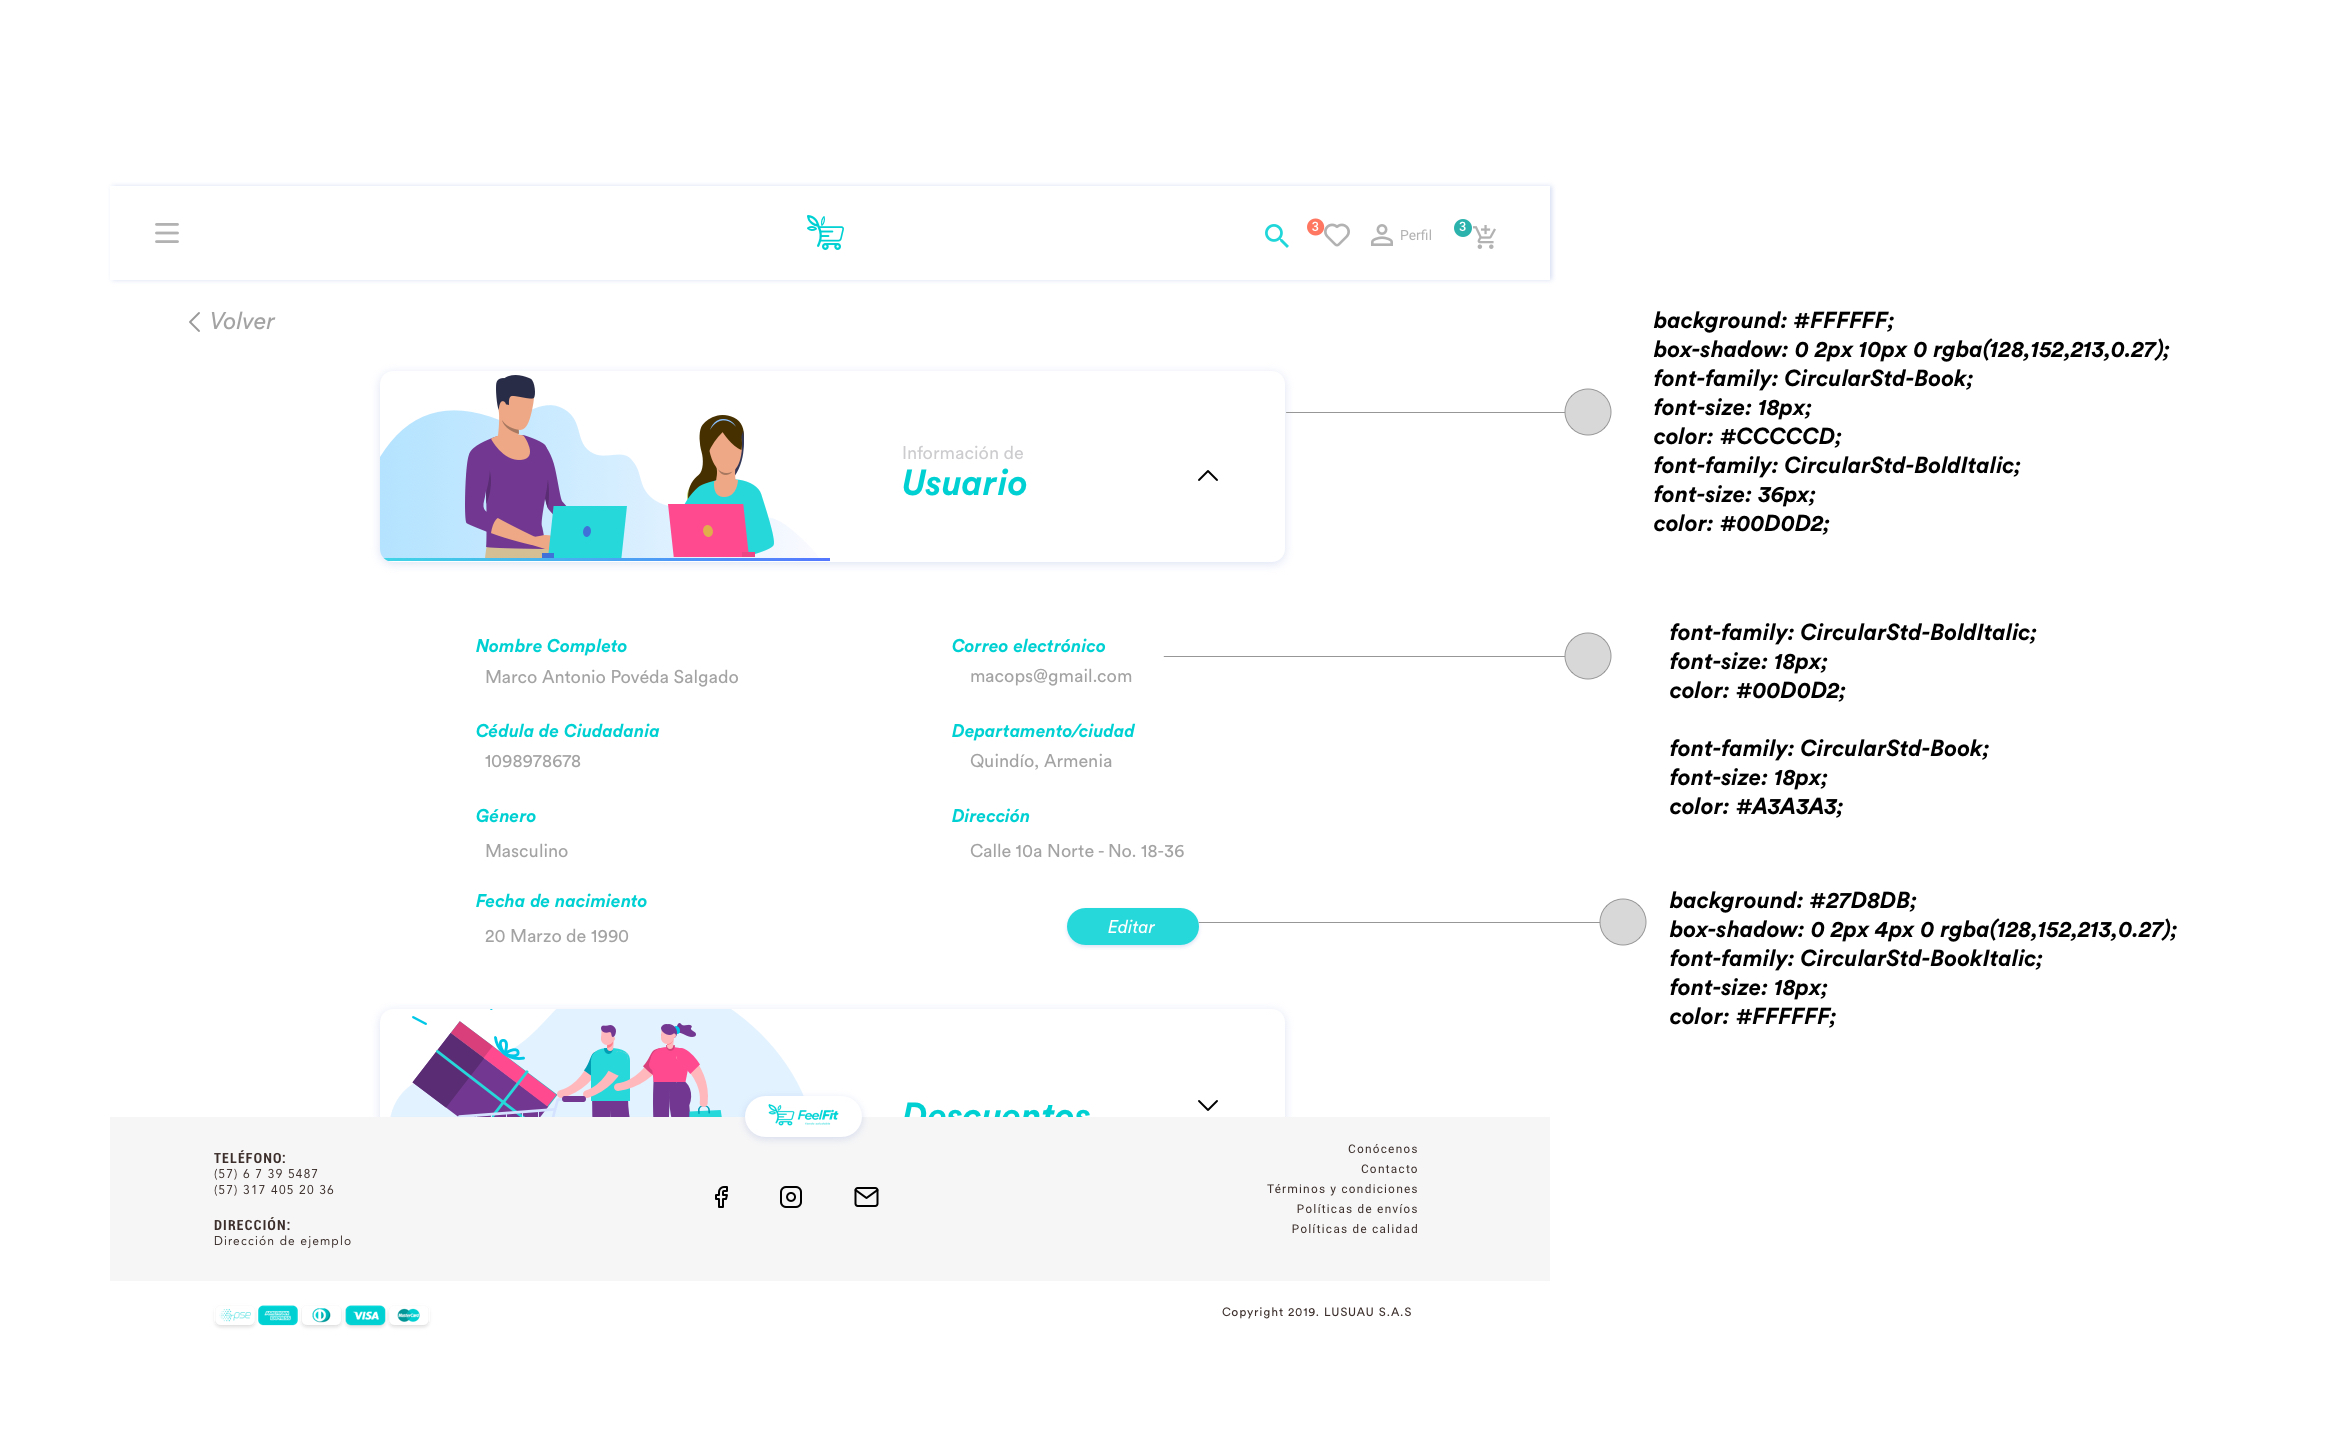 3
Perfil
3
Volver
Información de
Usuario
Nombre Completo
Marco Antonio Povéda Salgado
Correo electrónico
macops@gmail.com
Cédula de Ciudadania
1098978678
Departamento/ciudad
Quindío, Armenia
Género
Masculino
Dirección
Calle 10a Norte - No. 18-36
Fecha de nacimiento
20 Marzo de 1990
Editar
Descuentos
FeelFit
TELÉFONO:
(57) 6 7 39 5487
(57) 317 405 20 36
DIRECCIÓN:
Dirección de ejemplo
Conócenos
Contacto
Términos y condiciones
Políticas de envíos
Políticas de calidad
pse
VISA
Copyright 2019. LUSUAU S.A.S
background: #FFFFFF;
box-shadow: 0 2px 10px 0 rgba(128,152,213,0.27);
font-family: CircularStd-Book;
font-size: 18px;
color: #CCCCCD;
font-family: CircularStd-BoldItalic;
font-size: 36px;
color: #00D0D2;
font-family: CircularStd-BoldItalic;
font-size: 18px;
color: #00D0D2;
font-family: CircularStd-Book;
font-size: 18px;
color: #A3A3A3;
background: #27D8DB;
box-shadow: 0 2px 4px 0 rgba(128,152,213,0.27);
font-family: CircularStd-BookItalic;
font-size: 18px;
color: #FFFFFF;